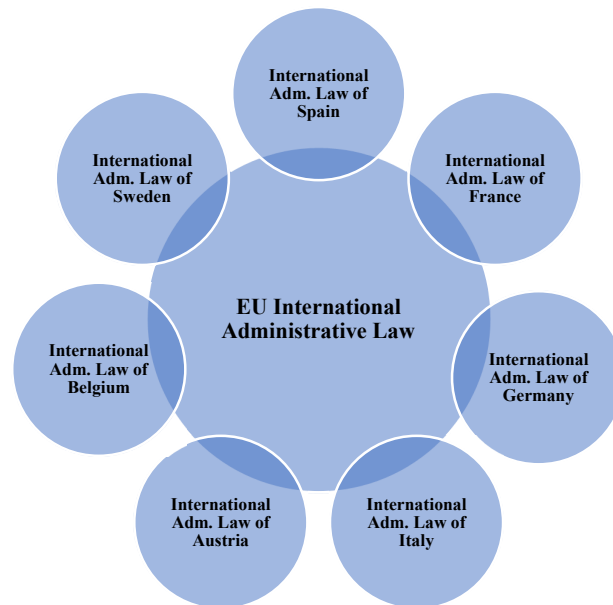 International
Adm. Law of
Spain
International
Adm. Law of
Sweden
International
Adm. Law of
France
EU International
Administrative Law
International
Adm. Law of
Belgium
International
Adm. Law of
Germany
International
Adm. Law of
Austria
International
Adm. Law of
Italy